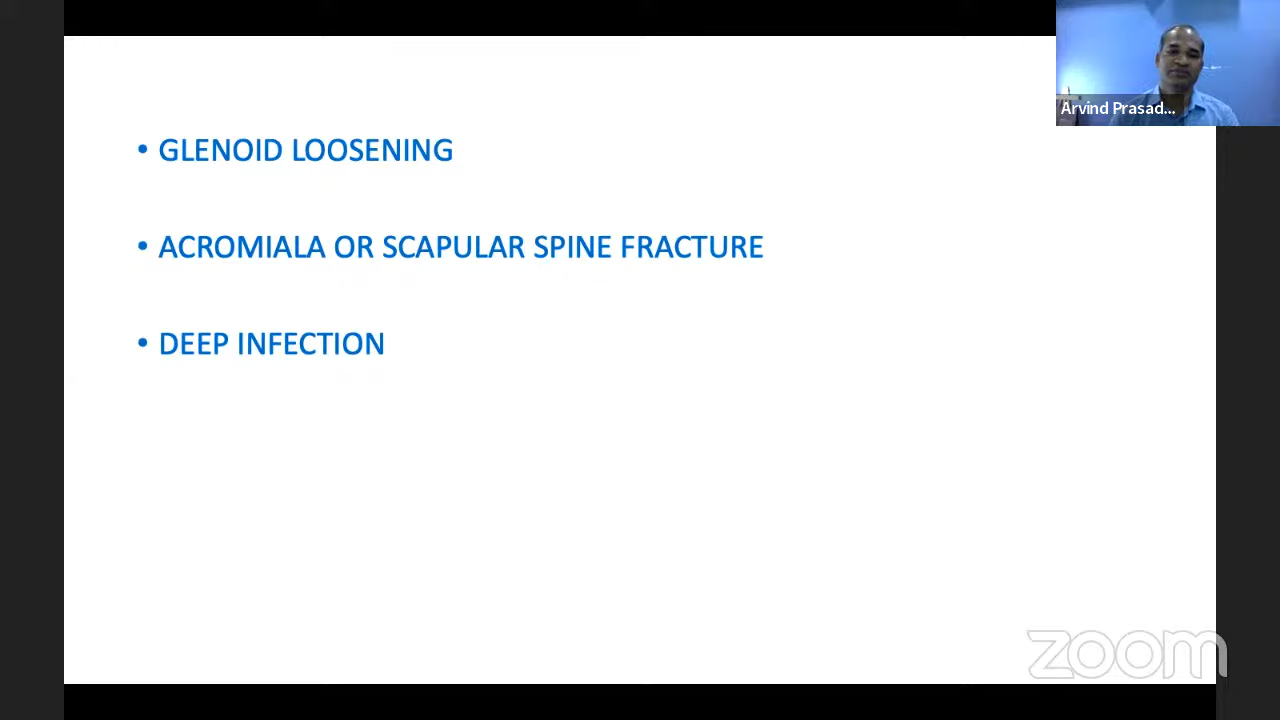 Arvind Prasad...
• GLENOID LOOSENING
• ACROMIALA OR SCAPULAR SPINE FRACTURE
• DEEP INFECTION
zoom